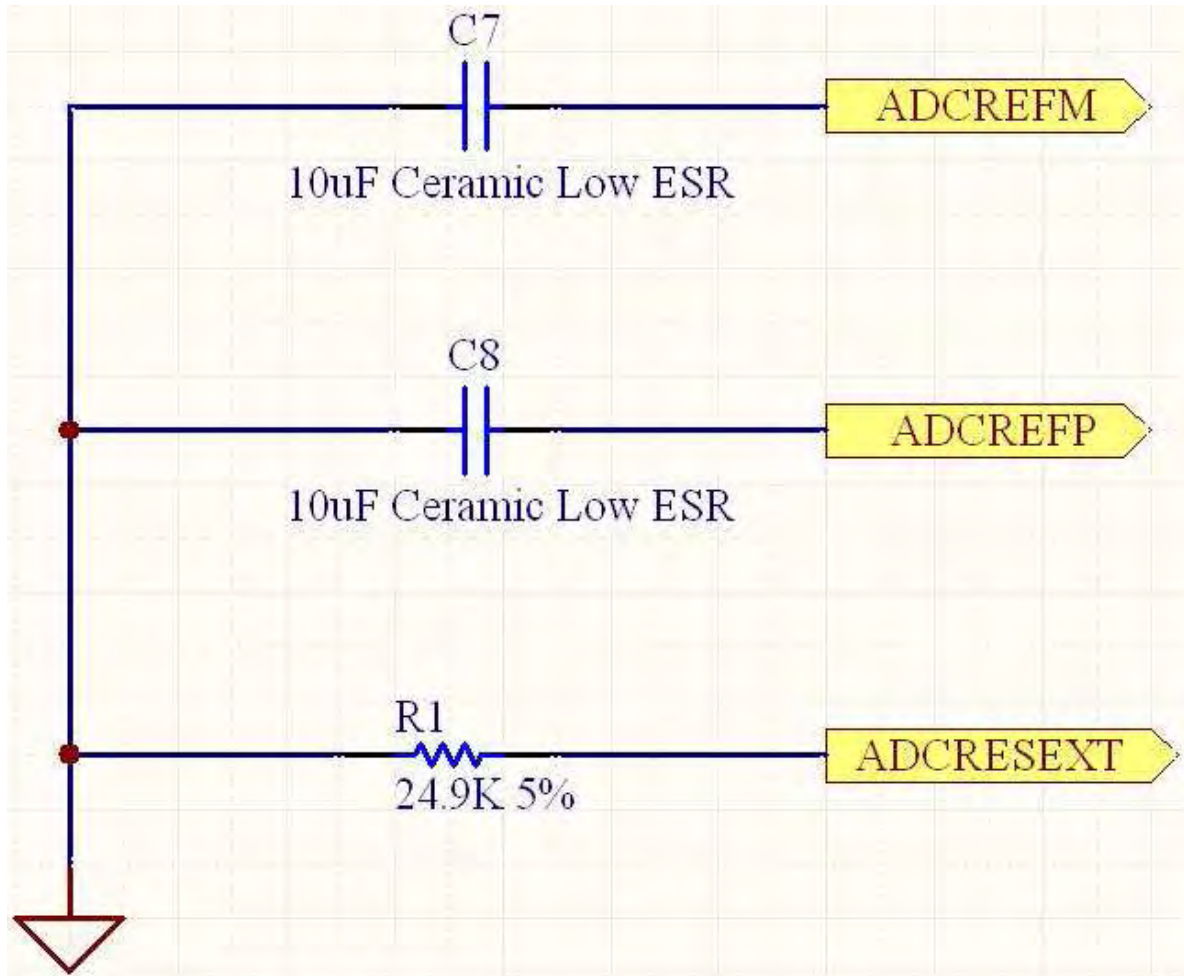 C7
ADCREFM
10uF Ceramic Low ESR
C8
ADCREFP
10uF Ceramic Low ESR
R1
ADCRESEXT
24.9K 5%